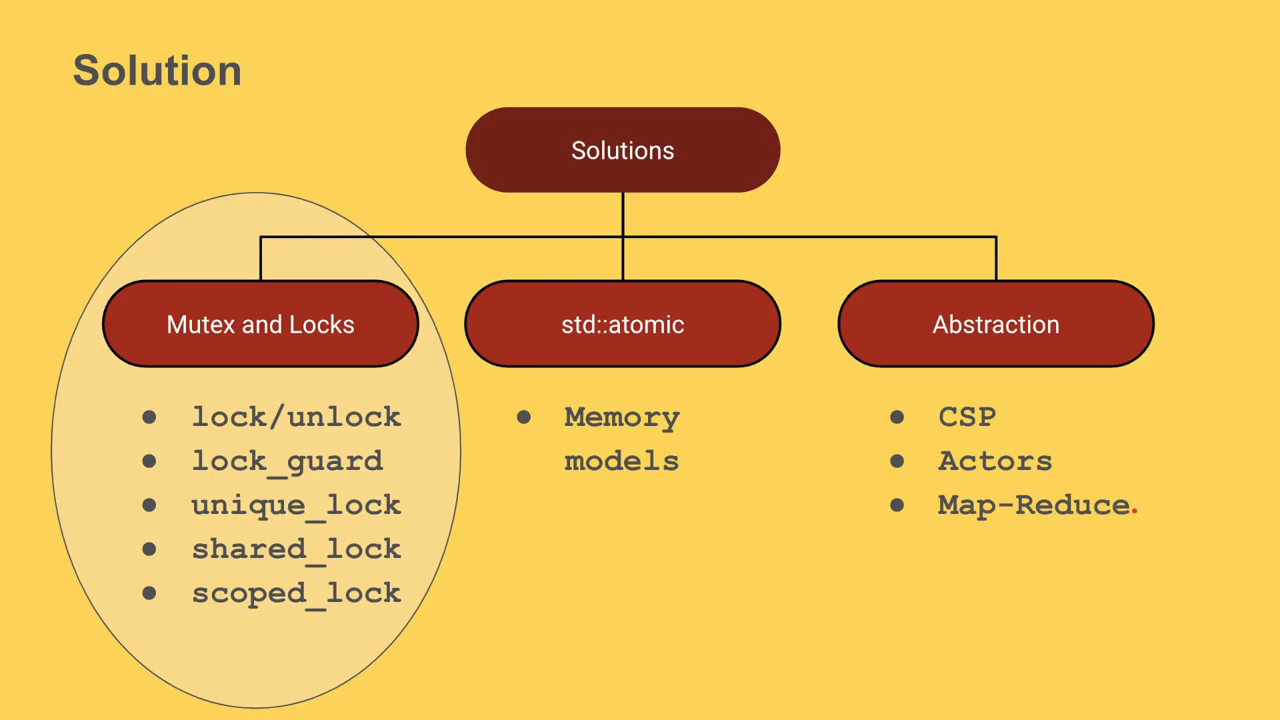 Solution
Solutions
Mutex and Locks
lock/unlock
lock_guard
unique_lock
shared_lock
scoped_lock
std::atomic
Memory
models
Abstraction
CSP
Actors
Map-Reduce.